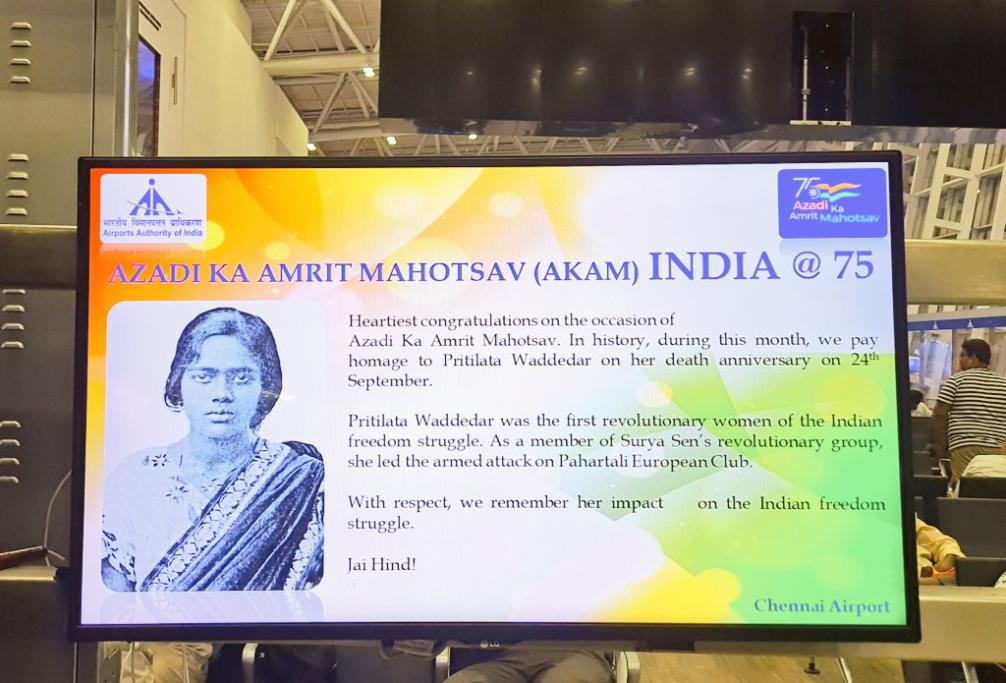 भारतीय विमानपत्तन प्राधिकरण
Airports Authority of India
75
Azadi Ka
Amrit Mahotsav
AZADI KA AMRIT MAHOTSAV (AKAM) INDIA @ 75
Heartiest congratulations on the occasion of
Azadi Ka Amrit Mahotsav. In history, during this month, we pay
homage to Pritilata Waddedar on her death anniversary on 24th
September.
Pritilata Waddedar was the first revolutionary women of the Indian
freedom struggle. As a member of Surya Sen's revolutionary group,
she led the armed attack on Pahartali European Club.
With respect, we remember her impact on the Indian freedom
struggle.
Jai Hind!
Chennai Airport
LG